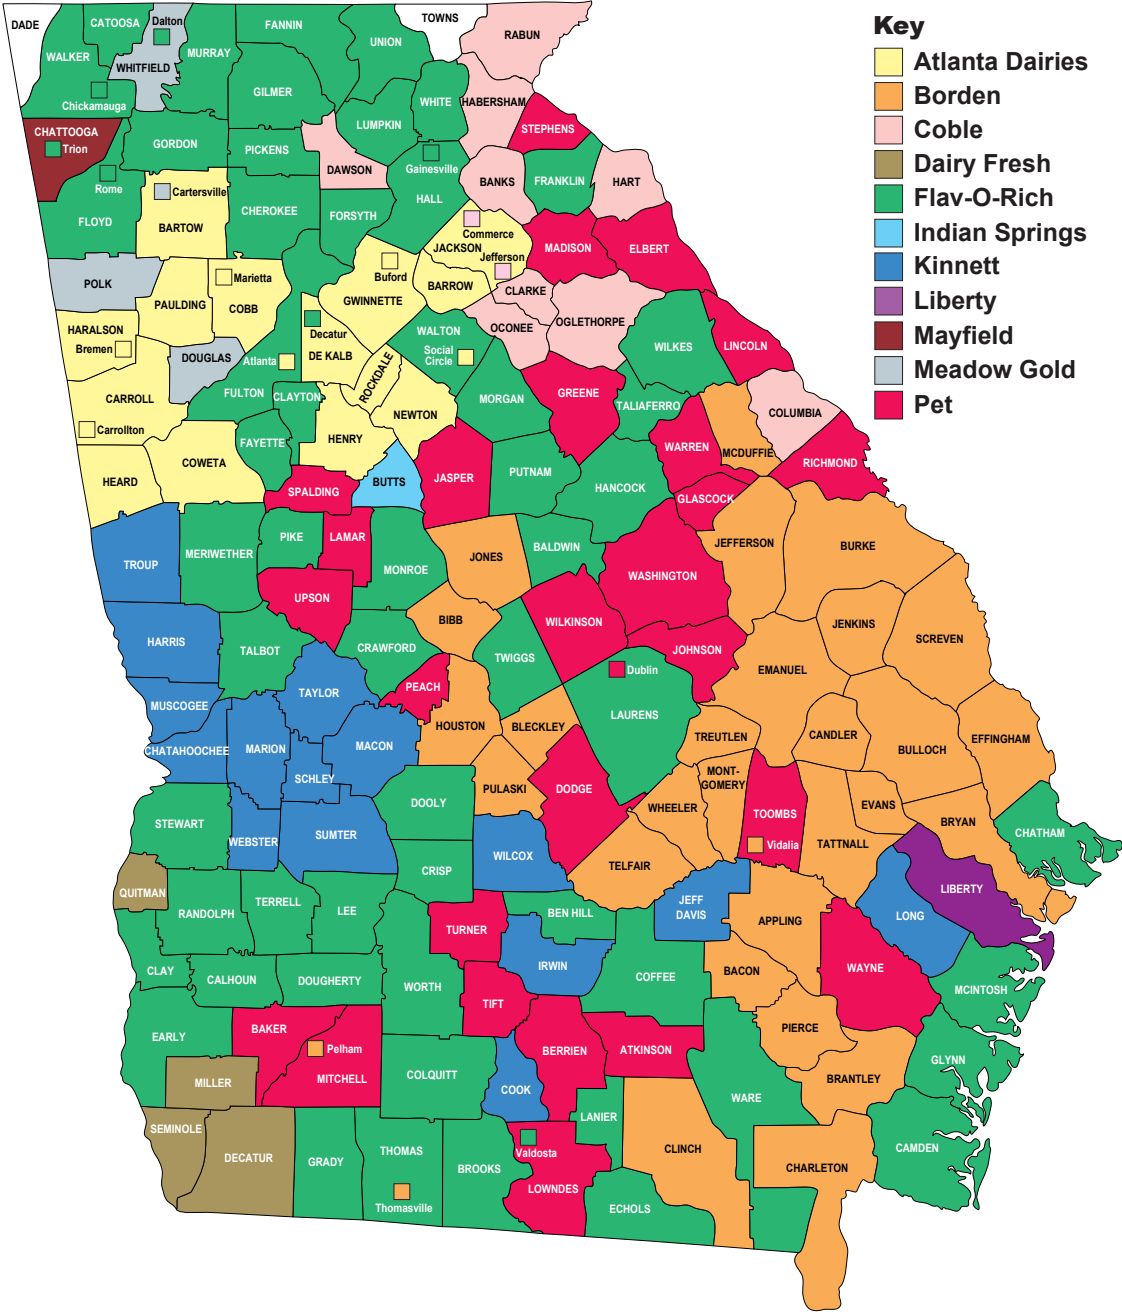 Key
Atlanta Dairies
Borden
Coble
Dairy Fresh
Flav-O-Rich
Indian Springs
Kinnett
Liberty
Mayfield
Meadow Gold
Pet
DADE
CATOOSA
Dalton
FANNIN
UNION
TOWNS
RABUN
WALKER
WHITFIELD
MURRAY
GILMER
WHITE
HABERSHAM
Chickamauga
LUMPKIN
STEPHENS
CHATTOOGA
Trion
GORDON
PICKENS
DAWSON
Gainesville
HALL
BANKS
FRANKLIN
HART
Rome
FLOYD
Cartersville
BARTOW
CHEROKEE
FORSYTH
Commerce
JACKSON
Jefferson
MADISON
ELBERT
POLK
PAULDING
Marietta
COBB
Buford
GWINNETTE
BARROW
CLARKE
OCONEE
OGLETHORPE
HARALSON
Bremen
DOUGLAS
Atlanta
Decatur
DE KALB
ROCKDALE
WALTON
Social
Circle
WILKES
LINCOLN
CARROLL
Carrollton
FULTON
CLAYTON
NEWTON
MORGAN
GREENE
TALIAFERRO
COLUMBIA
HEARD
COWETA
FAYETTE
HENRY
WARREN
MCDUFFIE
RICHMOND
SPALDING
BUTTS
JASPER
PUTNAM
HANCOCK
GLASCOCK
TROUP
MERIWETHER
PIKE
LAMAR
MONROE
JONES
BALDWIN
WASHINGTON
JEFFERSON
BURKE
UPSON
BIBB
WILKINSON
JENKINS
SCREVEN
HARRIS
TALBOT
CRAWFORD
TWIGGS
JOHNSON
Dublin
EMANUEL
MUSCOGEE
TAYLOR
PEACH
HOUSTON
BLECKLEY
LAURENS
TREUTLEN
CANDLER
BULLOCH
EFFINGHAM
CHATAHOOCHEE
MARION
SCHLEY
MACON
DOOLY
PULASKI
DODGE
WHEELER
MONT-
GOMERY
TOOMBS
Vidalia
TATTNALL
EVANS
BRYAN
CHATHAM
STEWART
WEBSTER
SUMTER
CRISP
WILCOX
TELFAIR
LIBERTY
QUITMAN
RANDOLPH
TERRELL
LEE
TURNER
BEN HILL
JEFF
DAVIS
APPLING
LONG
CLAY
CALHOUN
DOUGHERTY
WORTH
IRWIN
COFFEE
BACON
WAYNE
MCINTOSH
TIFT
EARLY
BAKER
Pelham
MITCHELL
BERRIEN
ATKINSON
PIERCE
GLYNN
MILLER
COLQUITT
COOK
BRANTLEY
WARE
LANIER
SEMINOLE
DECATUR
GRADY
THOMAS
Thomasville
BROOKS
Valdosta
LOWNDES
CLINCH
CHARLETON
CAMDEN
ECHOLS